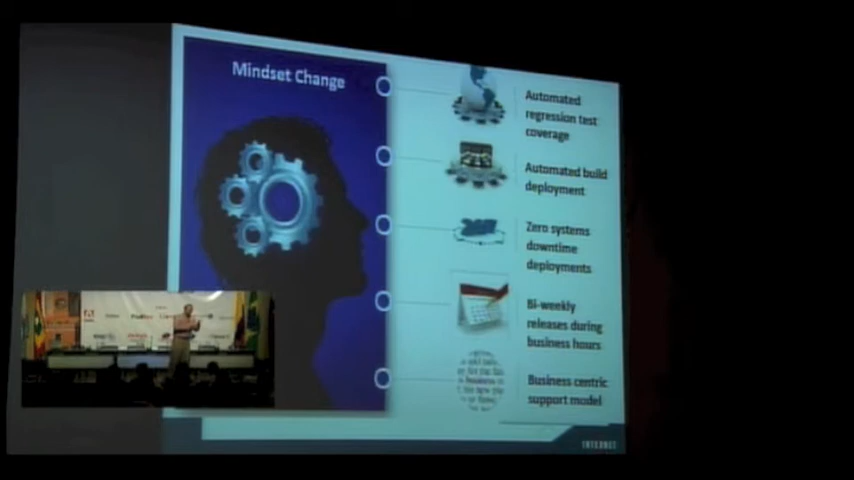 Mindset Change
Automated
regression test
coverage
Automated build
deployment
Zero systems
downtime
deployments
Bi-weekly
releases during
business hours
Business centric
support model